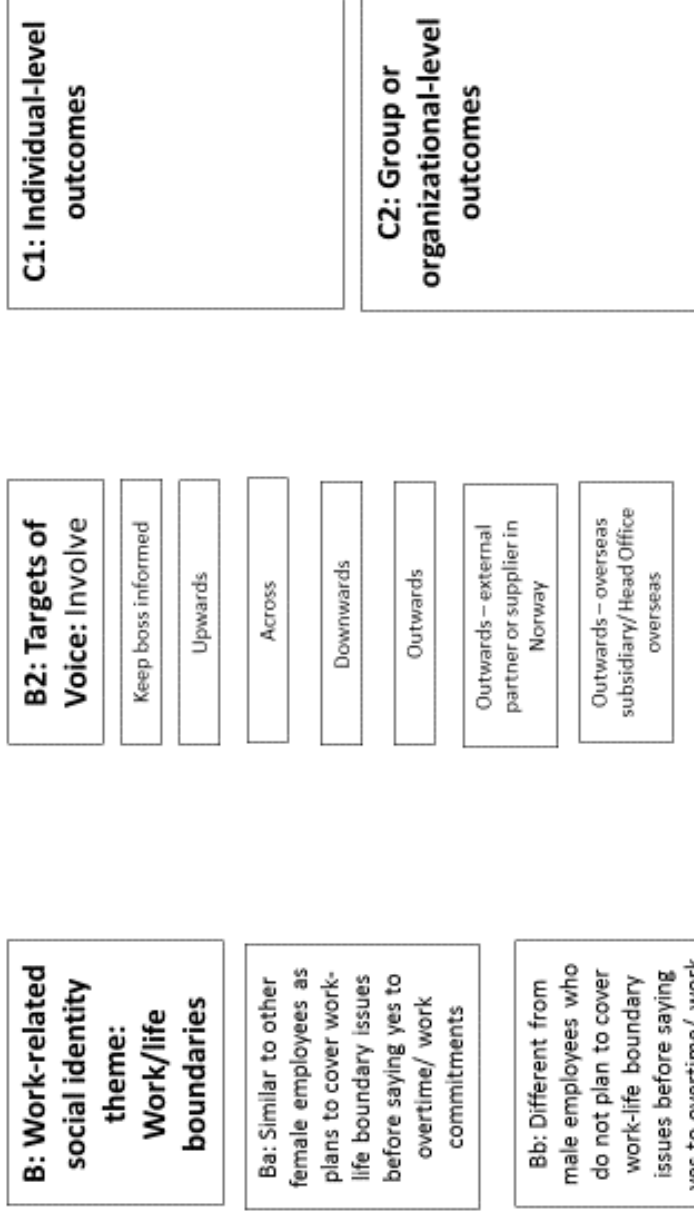 B: Work-related
social identity
theme:
Work/life
boundaries
Ba: Similar to other
female employees as
plans to cover work-
life boundary issues
before saying yes to
overtime/ work
commitments
Bb: Different from
male employees who
do not plan to cover
work-life boundary
issues before saying
yes to overtime/ work
B2: Targets of
Voice: Involve
Keep boss informed
Upwards
Across
Downwards
Outwards
Outwards – external
partner or supplier in
Norway
Outwards – overseas
subsidiary/ Head Office
overseas
C1: Individual-level
outcomes
C2: Group or
organizational-level
outcomes